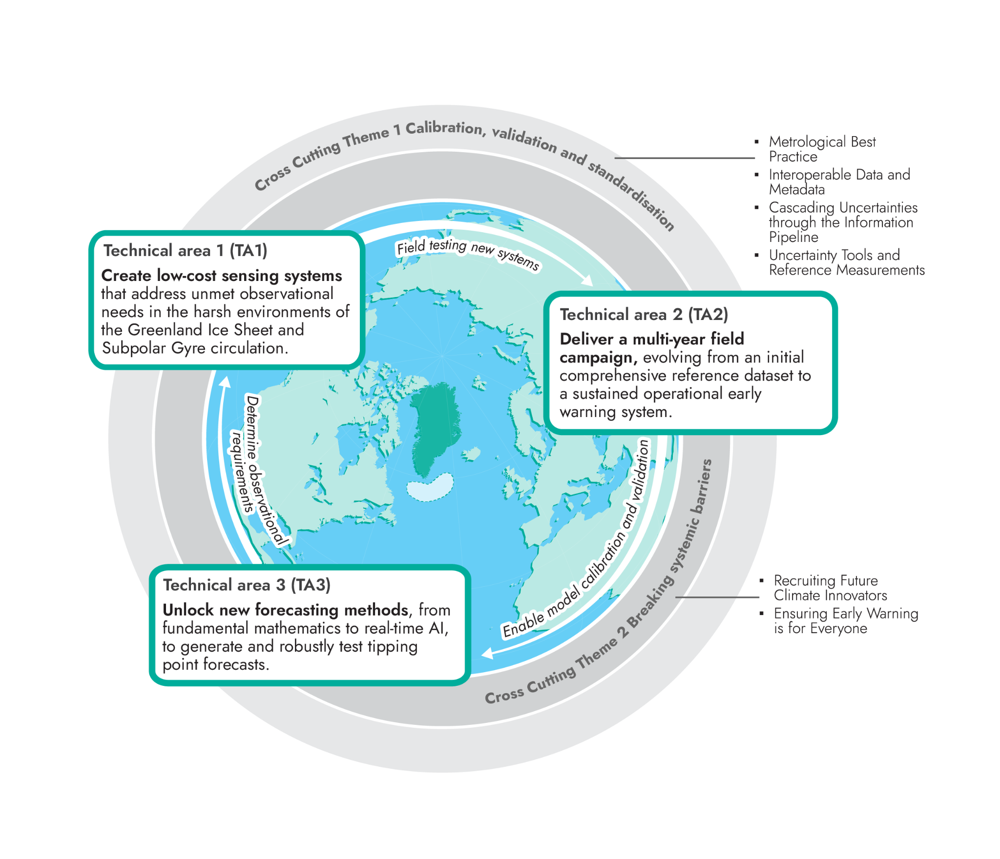 Cross Cutting Theme 1 Calibration, validation and standardisation
▪ Metrological Best
Practice
▪ Interoperable Data and
Metadata
▪ Cascading Uncertainties
through the Information
Pipeline
▪ Uncertainty Tools and
Reference Measurements
Technical area 1 (TA1)
Create low-cost sensing systems
that address unmet observational
needs in the harsh environments of
the Greenland Ice Sheet and
Subpolar Gyre circulation.
Field testing new systems
Technical area 2 (TA2)
Deliver a multi-year field
campaign, evolving from an initial
comprehensive reference dataset to
a sustained operational early
warning system.
Determine observational
requirements
Enable model calibration and validation
Technical area 3 (TA3)
Unlock new forecasting methods, from
fundamental mathematics to real-time AI,
to generate and robustly test tipping
point forecasts.
Cross Cutting Theme 2 Breaking systemic barriers
▪ Recruiting Future
Climate Innovators
▪ Ensuring Early Warning
is for Everyone